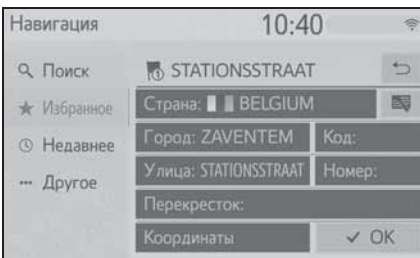 Навигация 10:40
Поиск STATIONSSTRAAT
Избранное Страна: BELGIUM
Недавнее Город: ZAVENTEM Код:
Улица: STATIONSSTRAAT Номер:
Другое
Перекресток:
Координаты OK